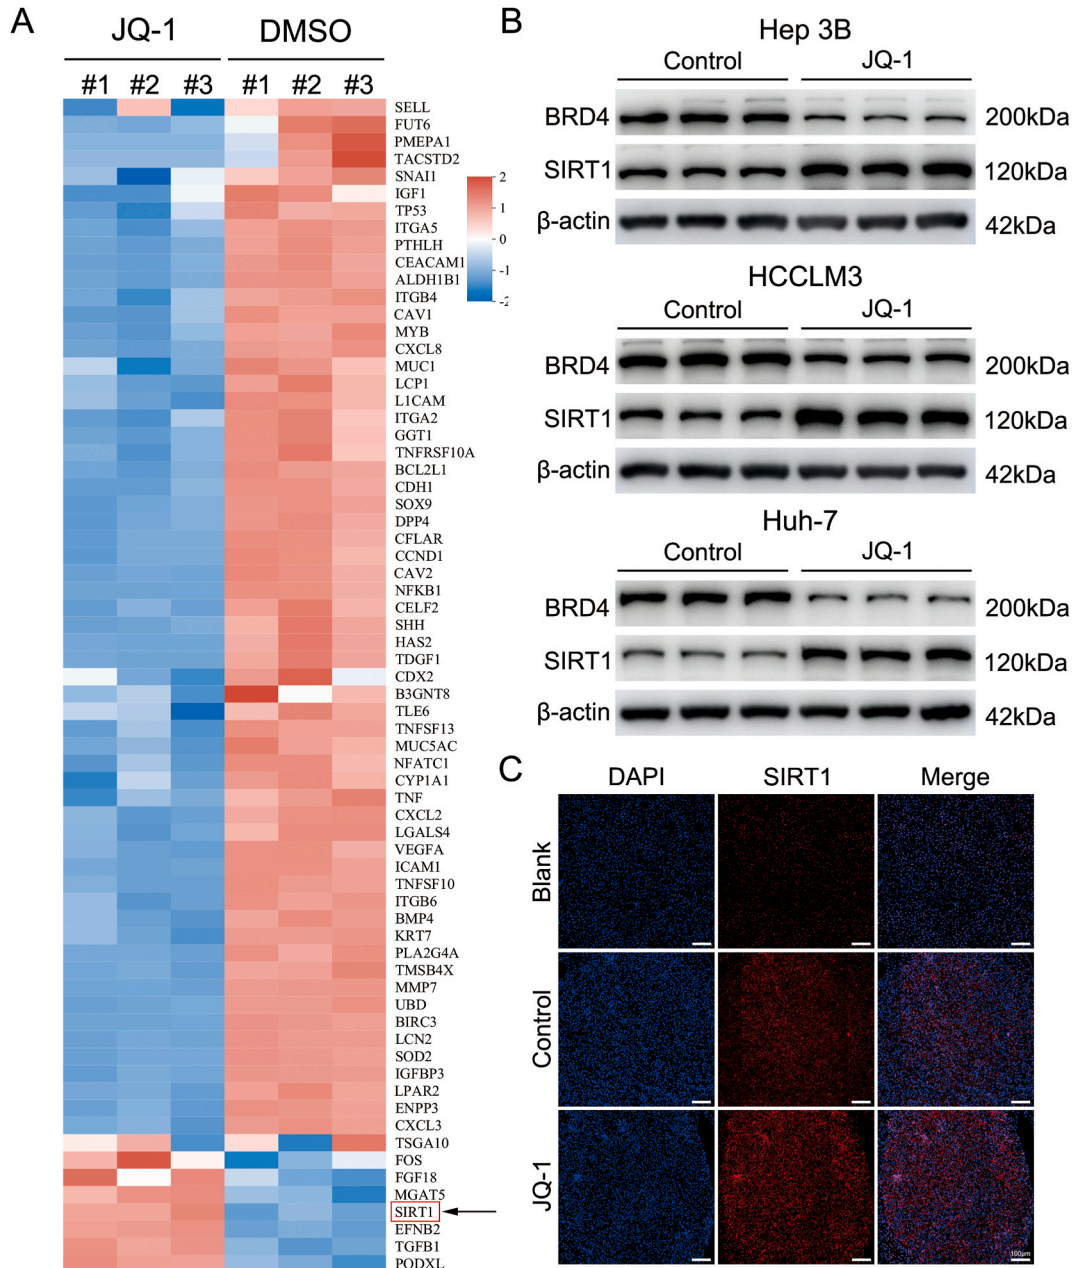 A
JQ-1 DMSO
#1 #2 #3 #1 #2 #3
SELL
FUT6
PMEPA1
TACSTD2
SNAI1
IGF1
TP53
ITGA5
PTHLH
CEACAM1
ALDH1B1
ITGB4
CAV1
MYB
CXCL8
MUC1
LCP1
L1CAM
ITGA2
GGT1
TNFRSF10A
BCL2L1
CDH1
SOX9
DPP4
CFLAR
CCND1
CAV2
NFKB1
CELF2
SHH
HAS2
TDGF1
CDX2
B3GNT8
TLE6
TNFSF13
MUC5AC
NFATC1
CYP1A1
TNF
CXCL2
LGALS4
VEGFA
ICAM1
TNFSF10
ITGB6
BMP4
KRT7
PLA2G4A
TMSB4X
MMP7
UBD
BIRC3
LCN2
SOD2
IGFBP3
LPAR2
ENPP3
CXCL3
TSGA10
FOS
FGF18
MGAT5
SIRT1
EFNB2
TGFB1
PODXL
2
1
0
-1
-2
B
Hep 3B
Control JQ-1
BRD4 200kDa
SIRT1 120kDa
β-actin 42kDa
HCCLM3
Control JQ-1
BRD4 200kDa
SIRT1 120kDa
β-actin 42kDa
Huh-7
Control JQ-1
BRD4 200kDa
SIRT1 120kDa
β-actin 42kDa
C
DAPI SIRT1 Merge
Blank
Control
JQ-1
100μm